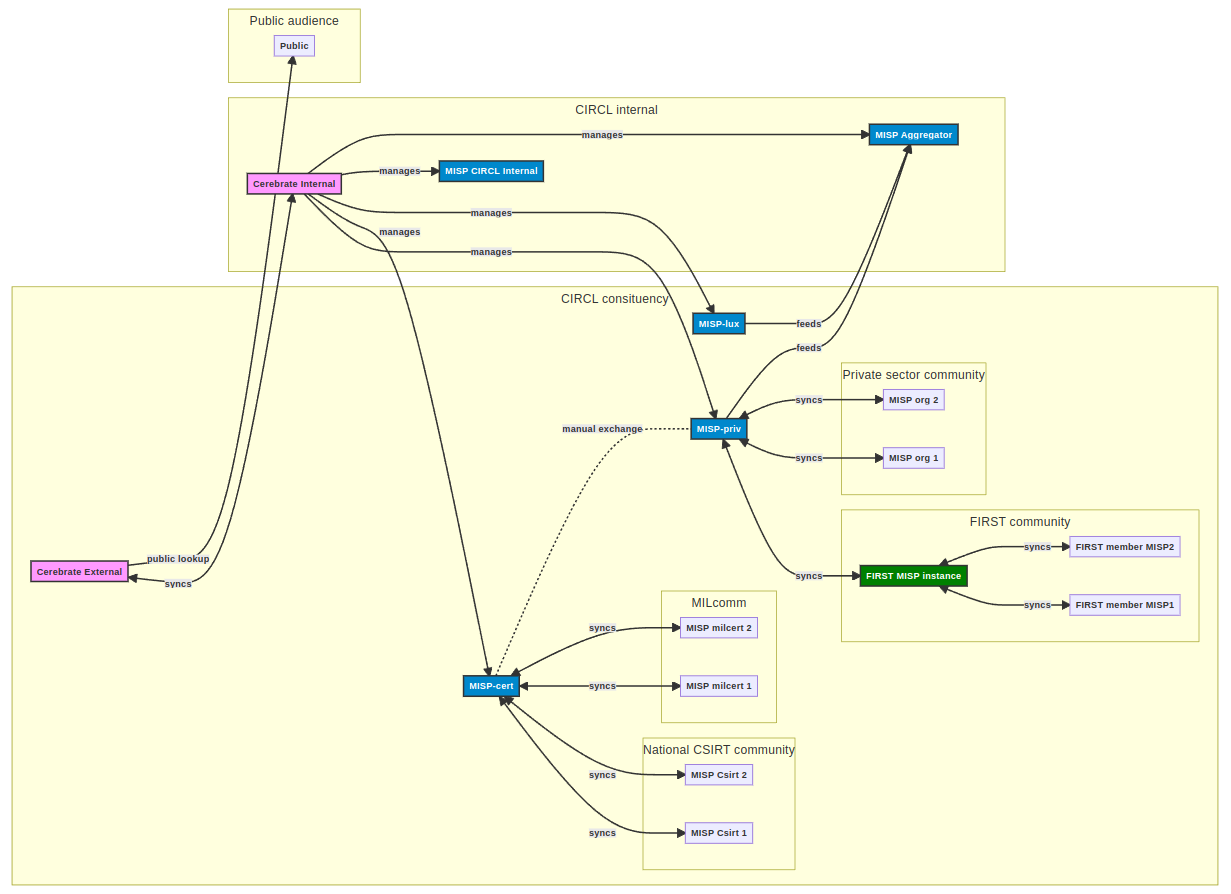 Public audience
Public
CIRCL internal
manages
MISP Aggregator
manages
MISP CIRCL Internal
Cerebrate Internal
manages
manages
manages
CIRCL consituency
MISP-lux
feeds
feeds
Private sector community
syncs
MISP org 2
manual exchange
MISP-priv
syncs
MISP org 1
FIRST community
syncs
FIRST member MISP2
public lookup
Cerebrate External
syncs
syncs
FIRST MISP instance
syncs
FIRST member MISP1
MILcomm
syncs
MISP milcert 2
MISP-cert
syncs
MISP milcert 1
National CSIRT community
syncs
MISP Csirt 2
syncs
MISP Csirt 1